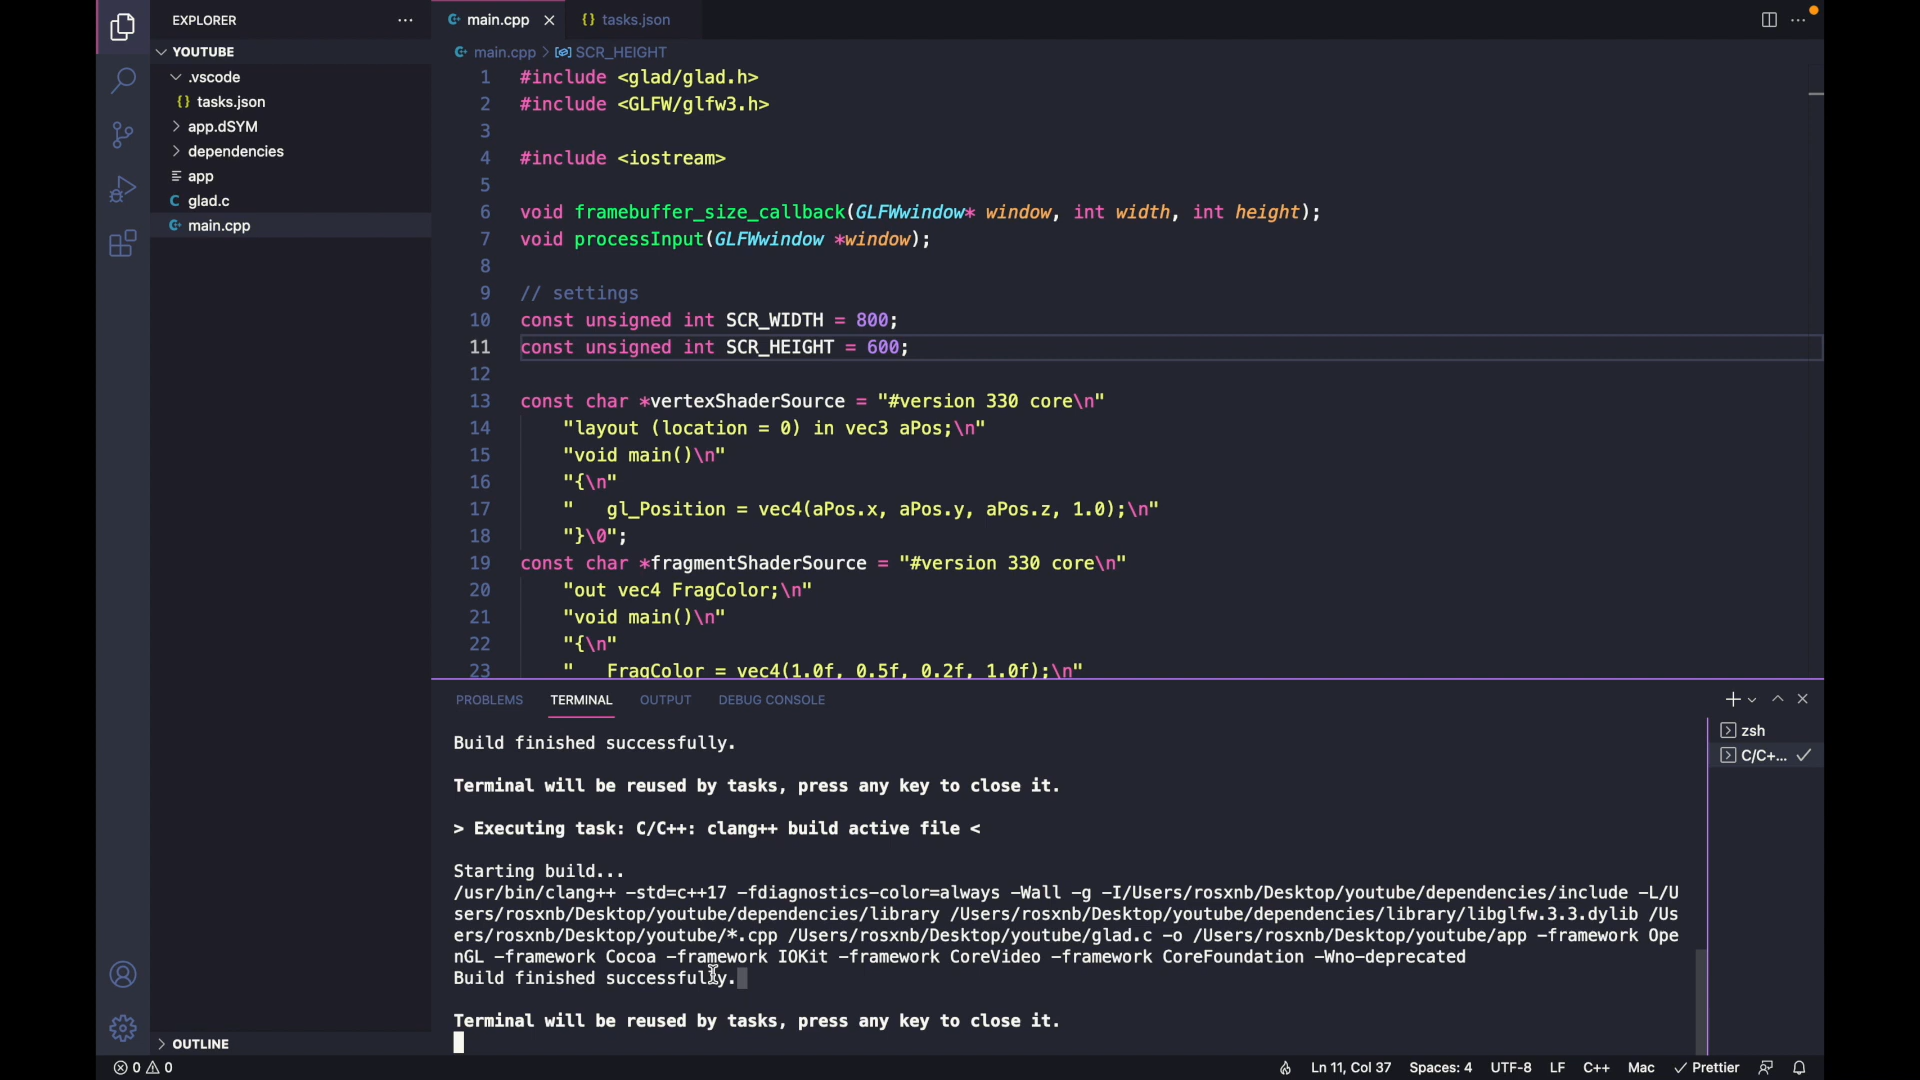 EXPLORER
YOUTUBE
.vscode
{} tasks.json
app.dSYM
dependencies
app
C glad.c
main.cpp
OUTLINE
main.cpp
{} tasks.json
main.cpp > SCR_HEIGHT
1 #include <glad/glad.h>
2 #include <GLFW/glfw3.h>
3
4 #include <iostream>
5
6 void framebuffer_size_callback(GLFWwindow* window, int width, int height);
7 void processInput(GLFWwindow *window);
8
9 // settings
10 const unsigned int SCR_WIDTH = 800;
11 const unsigned int SCR_HEIGHT = 600;
12
13 const char *vertexShaderSource = "#version 330 core\n"
14 "layout (location = 0) in vec3 aPos;\n"
15 "void main()\n"
16 "{\n"
17 "   gl_Position = vec4(aPos.x, aPos.y, aPos.z, 1.0);\n"
18 "}\0";
19 const char *fragmentShaderSource = "#version 330 core\n"
20 "out vec4 FragColor;\n"
21 "void main()\n"
22 "{\n"
23 "   FragColor = vec4(1.0f, 0.5f, 0.2f, 1.0f);\n"
PROBLEMS TERMINAL OUTPUT DEBUG CONSOLE
Build finished successfully.
Terminal will be reused by tasks, press any key to close it.
> Executing task: C/C++: clang++ build active file <
Starting build...
/usr/bin/clang++ -std=c++17 -fdiagnostics-color=always -Wall -g -I/Users/rosxnb/Desktop/youtube/dependencies/include -L/U
sers/rosxnb/Desktop/youtube/dependencies/library /Users/rosxnb/Desktop/youtube/dependencies/library/libglfw.3.3.dylib /Us
ers/rosxnb/Desktop/youtube/*.cpp /Users/rosxnb/Desktop/youtube/glad.c -o /Users/rosxnb/Desktop/youtube/app -framework Ope
nGL -framework Cocoa -framework IOKit -framework CoreVideo -framework CoreFoundation -Wno-deprecated
Build finished successfully.
Terminal will be reused by tasks, press any key to close it.
zsh
C/C+...
0 0
Ln 11, Col 37 Spaces: 4 UTF-8 LF C++ Mac Prettier